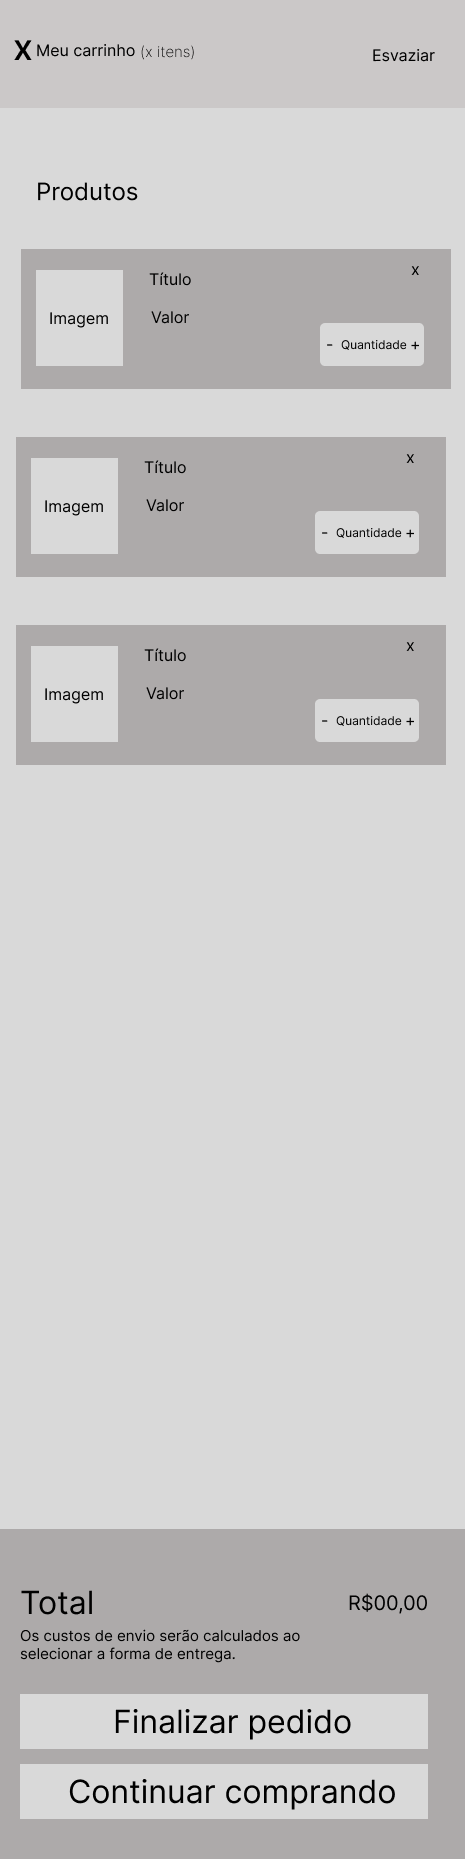 X Meu carrinho (x itens) Esvaziar
Produtos
Título x
Imagem Valor
- Quantidade +
Título x
Imagem Valor
- Quantidade +
Título x
Imagem Valor
- Quantidade +
Total R$00,00
Os custos de envio serão calculados ao
selecionar a forma de entrega.
Finalizar pedido
Continuar comprando